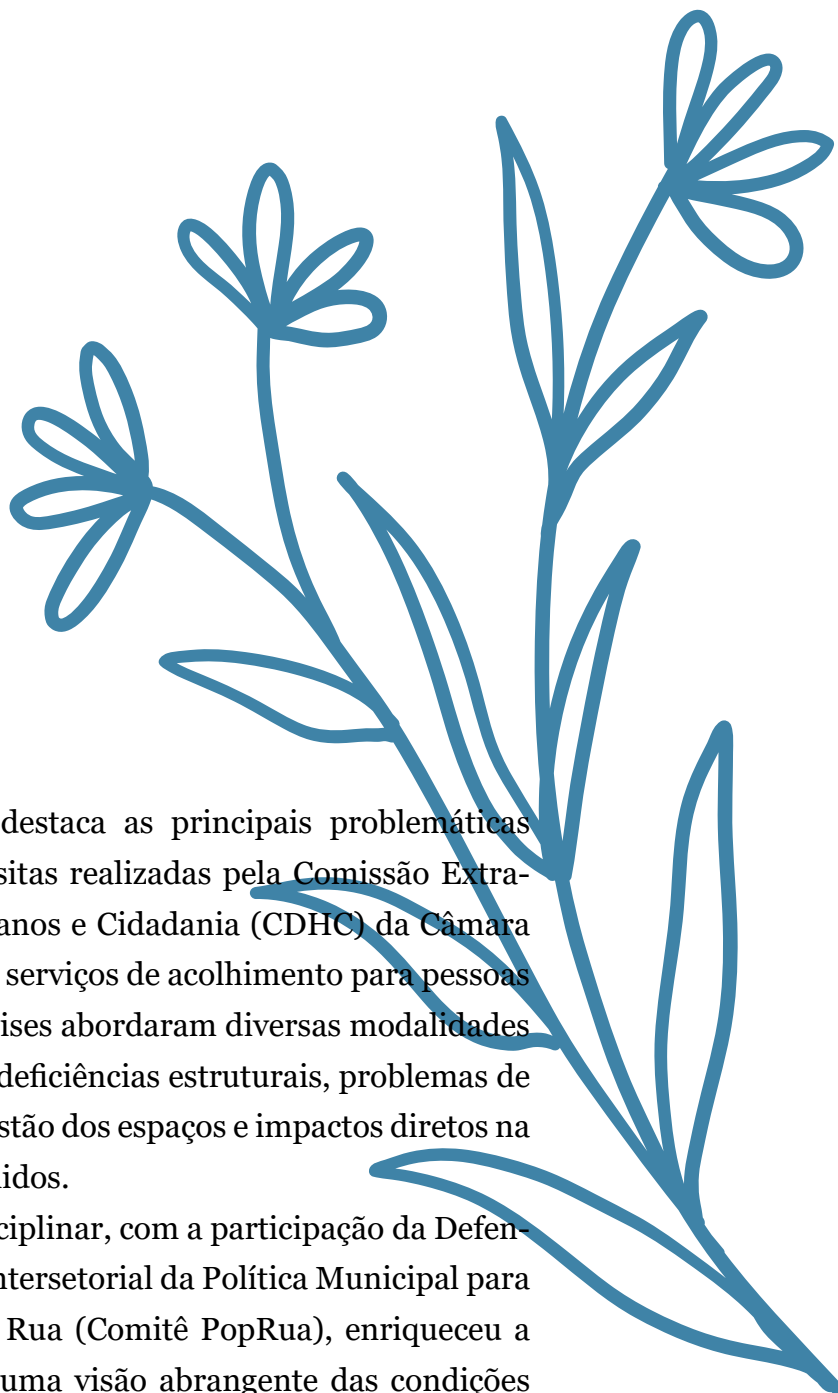 destaca as principais problemáticas
sitas realizadas pela Comissão Extra-
anos e Cidadania (CDHC) da Câmara
serviços de acolhimento para pessoas
ises abordaram diversas modalidades
deficiências estruturais, problemas de
stão dos espaços e impactos diretos na
idos.
ciplinar, com a participação da Defen-
ntersetorial da Política Municipal para
Rua (Comitê PopRua), enriqueceu a
uma visão abrangente das condições